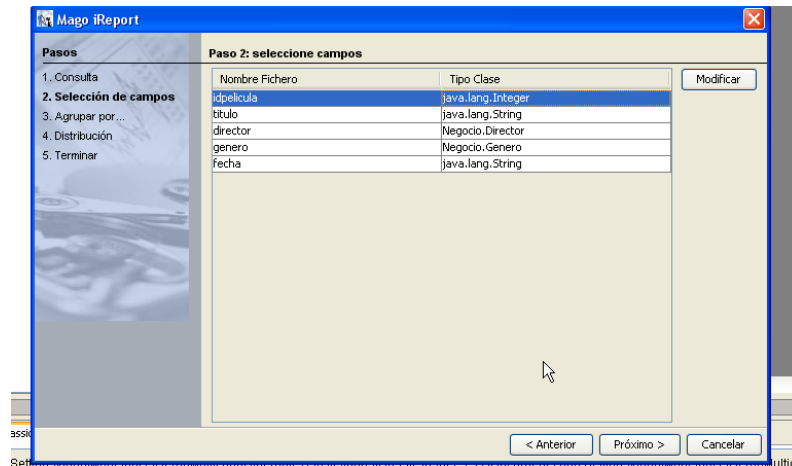 Mago iReport
Pasos
1. Consulta
2. Selección de campos
3. Agrupar por...
4. Distribución
5. Terminar
Paso 2: seleccione campos
Nombre Fichero Tipo Clase
idpelicula java.lang.Integer
titulo java.lang.String
director Negocio.Director
genero Negocio.Genero
fecha java.lang.String
Modificar
< Anterior Próximo > Cancelar